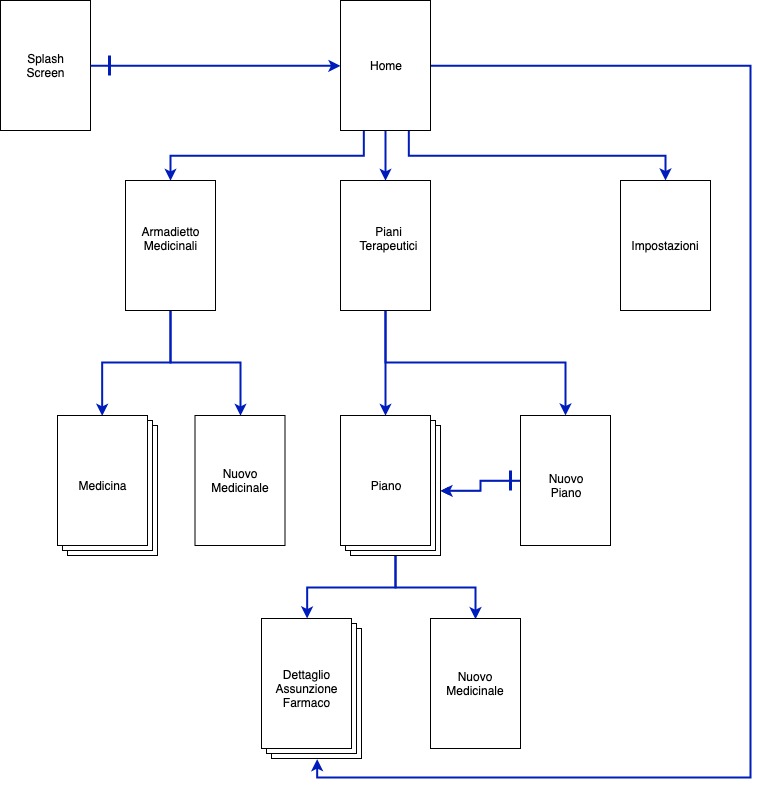 Splash
Screen
Home
Armadietto
Medicinali
Piani
Terapeutici
Impostazioni
Medicina
Nuovo
Medicinale
Piano
Nuovo
Piano
Dettaglio
Assunzione
Farmaco
Nuovo
Medicinale